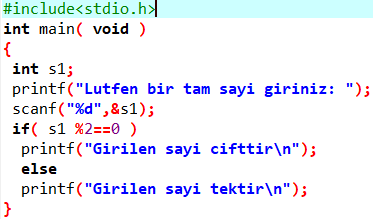 #include<stdio.h>
int main( void )
{
int s1;
printf("Lutfen bir tam sayi giriniz: ");
scanf("%d",&s1);
if( s1 %2==0 )
printf("Girilen sayi cifttir\n");
else
printf("Girilen sayi tektir\n");
}